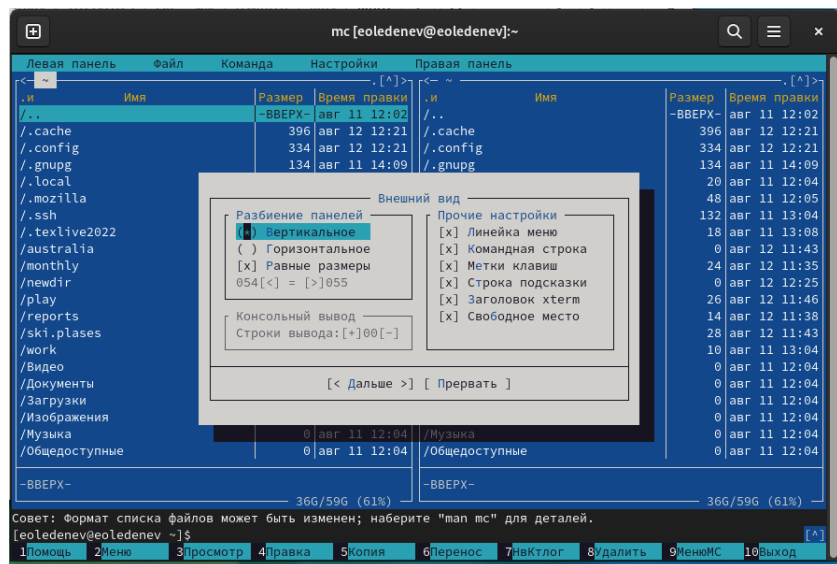 mc [eoledenev@eoledenev]:~
Левая панель Файл Команда Настройки Правая панель
<— ~ .[^]> <— ~ .[^]>
.и Имя Размер Время правки .и Имя Размер Время правки
/.. -ВВЕРХ- авг 11 12:02 /.. -ВВЕРХ- авг 11 12:02
/.cache 396 авг 12 12:21 /.cache 396 авг 12 12:21
/.config 334 авг 12 12:21 /.config 334 авг 12 12:21
/.gnupg 134 авг 11 14:09 /.gnupg 134 авг 11 14:09
/.local 20 авг 11 12:04
/.mozilla 48 авг 11 12:05
/.ssh 132 авг 11 13:04
/.texlive2022 18 авг 11 13:08
/australia 0 авг 12 11:43
/monthly 24 авг 12 11:35
/newdir 0 авг 12 12:25
/play 26 авг 12 11:46
/reports 14 авг 12 11:38
/ski.plases 28 авг 12 11:43
/work 10 авг 11 13:04
/Видео 0 авг 11 12:04
/Документы 0 авг 11 12:04
/Загрузки 0 авг 11 12:04
/Изображения 0 авг 11 12:04
/Музыка 0 авг 11 12:04 /Музыка 0 авг 11 12:04
/Общедоступные 0 авг 11 12:04 /Общедоступные 0 авг 11 12:04
Внешний вид
Разбиение панелей
(*) Вертикальное
( ) Горизонтальное
[x] Равные размеры
054[<] = [>]055
Консольный вывод
Строки вывода:[+]00[-]
Прочие настройки
[x] Линейка меню
[x] Командная строка
[x] Метки клавиш
[x] Строка подсказки
[x] Заголовок xterm
[x] Свободное место
[< Дальше >] [ Прервать ]
-ВВЕРХ- -ВВЕРХ-
36G/59G (61%) 36G/59G (61%)
Совет: Формат списка файлов может быть изменен; наберите "man mc" для деталей.
[eoledenev@eoledenev ~]$ [^]
1Помощь 2Меню 3Просмотр 4Правка 5Копия 6Перенос 7НвКтлог 8Удалить 9МенюМС 10Выход